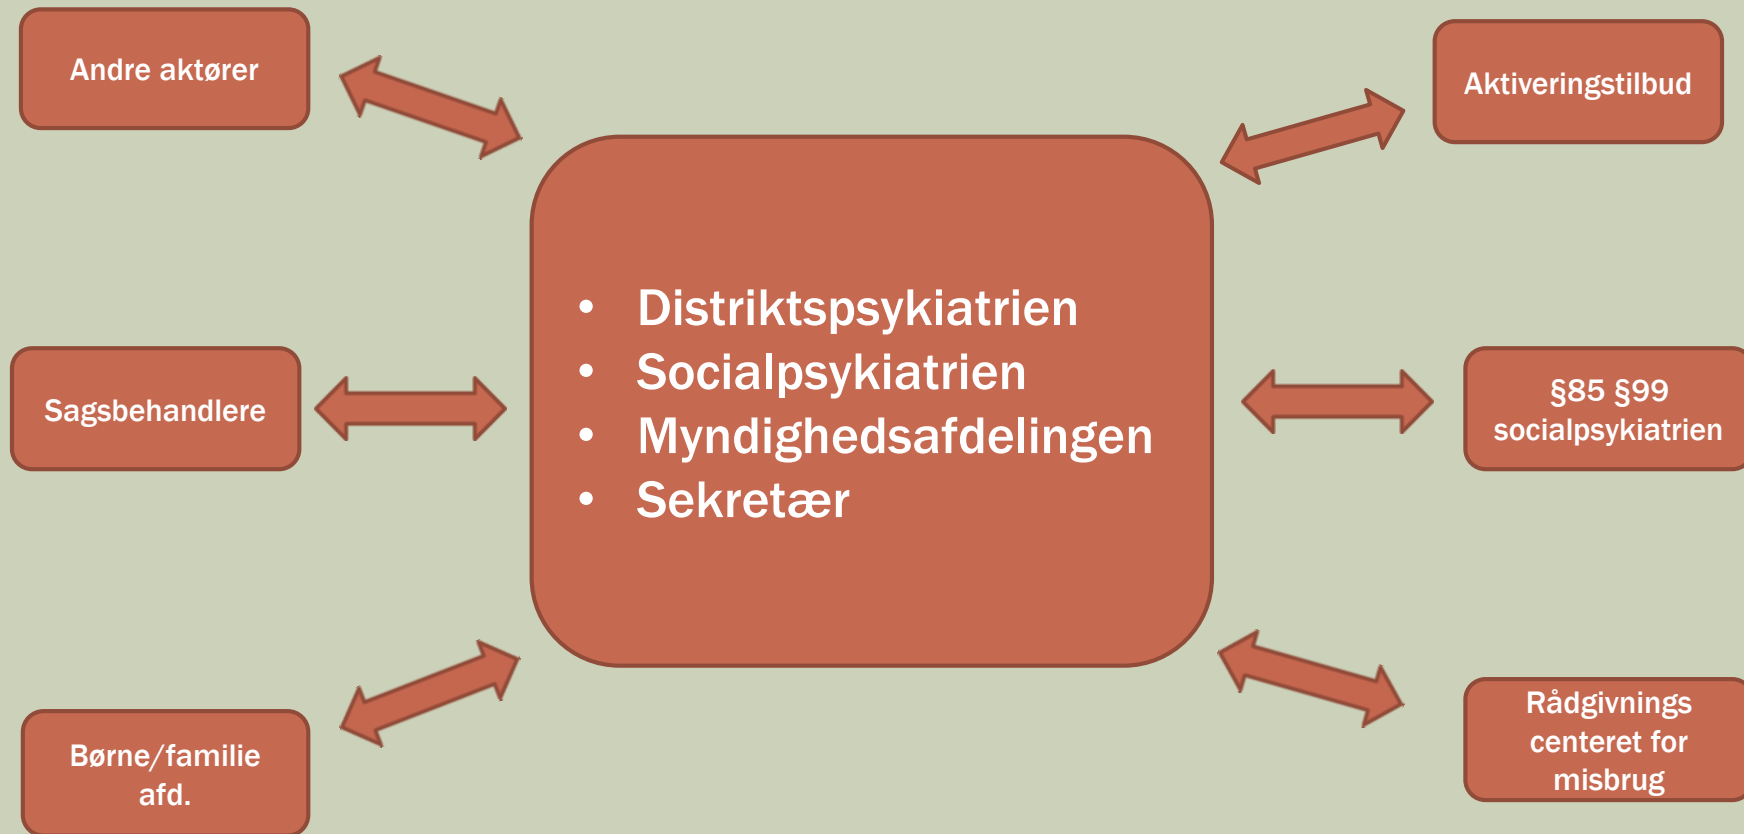 Andre aktører
Aktiveringstilbud
• Distriktspsykiatrien
• Socialpsykiatrien
• Myndighedsafdelingen
• Sekretær
Sagsbehandlere
§85 §99
socialpsykiatrien
Børne/familie
afd.
Rådgivnings
centeret for
misbrug